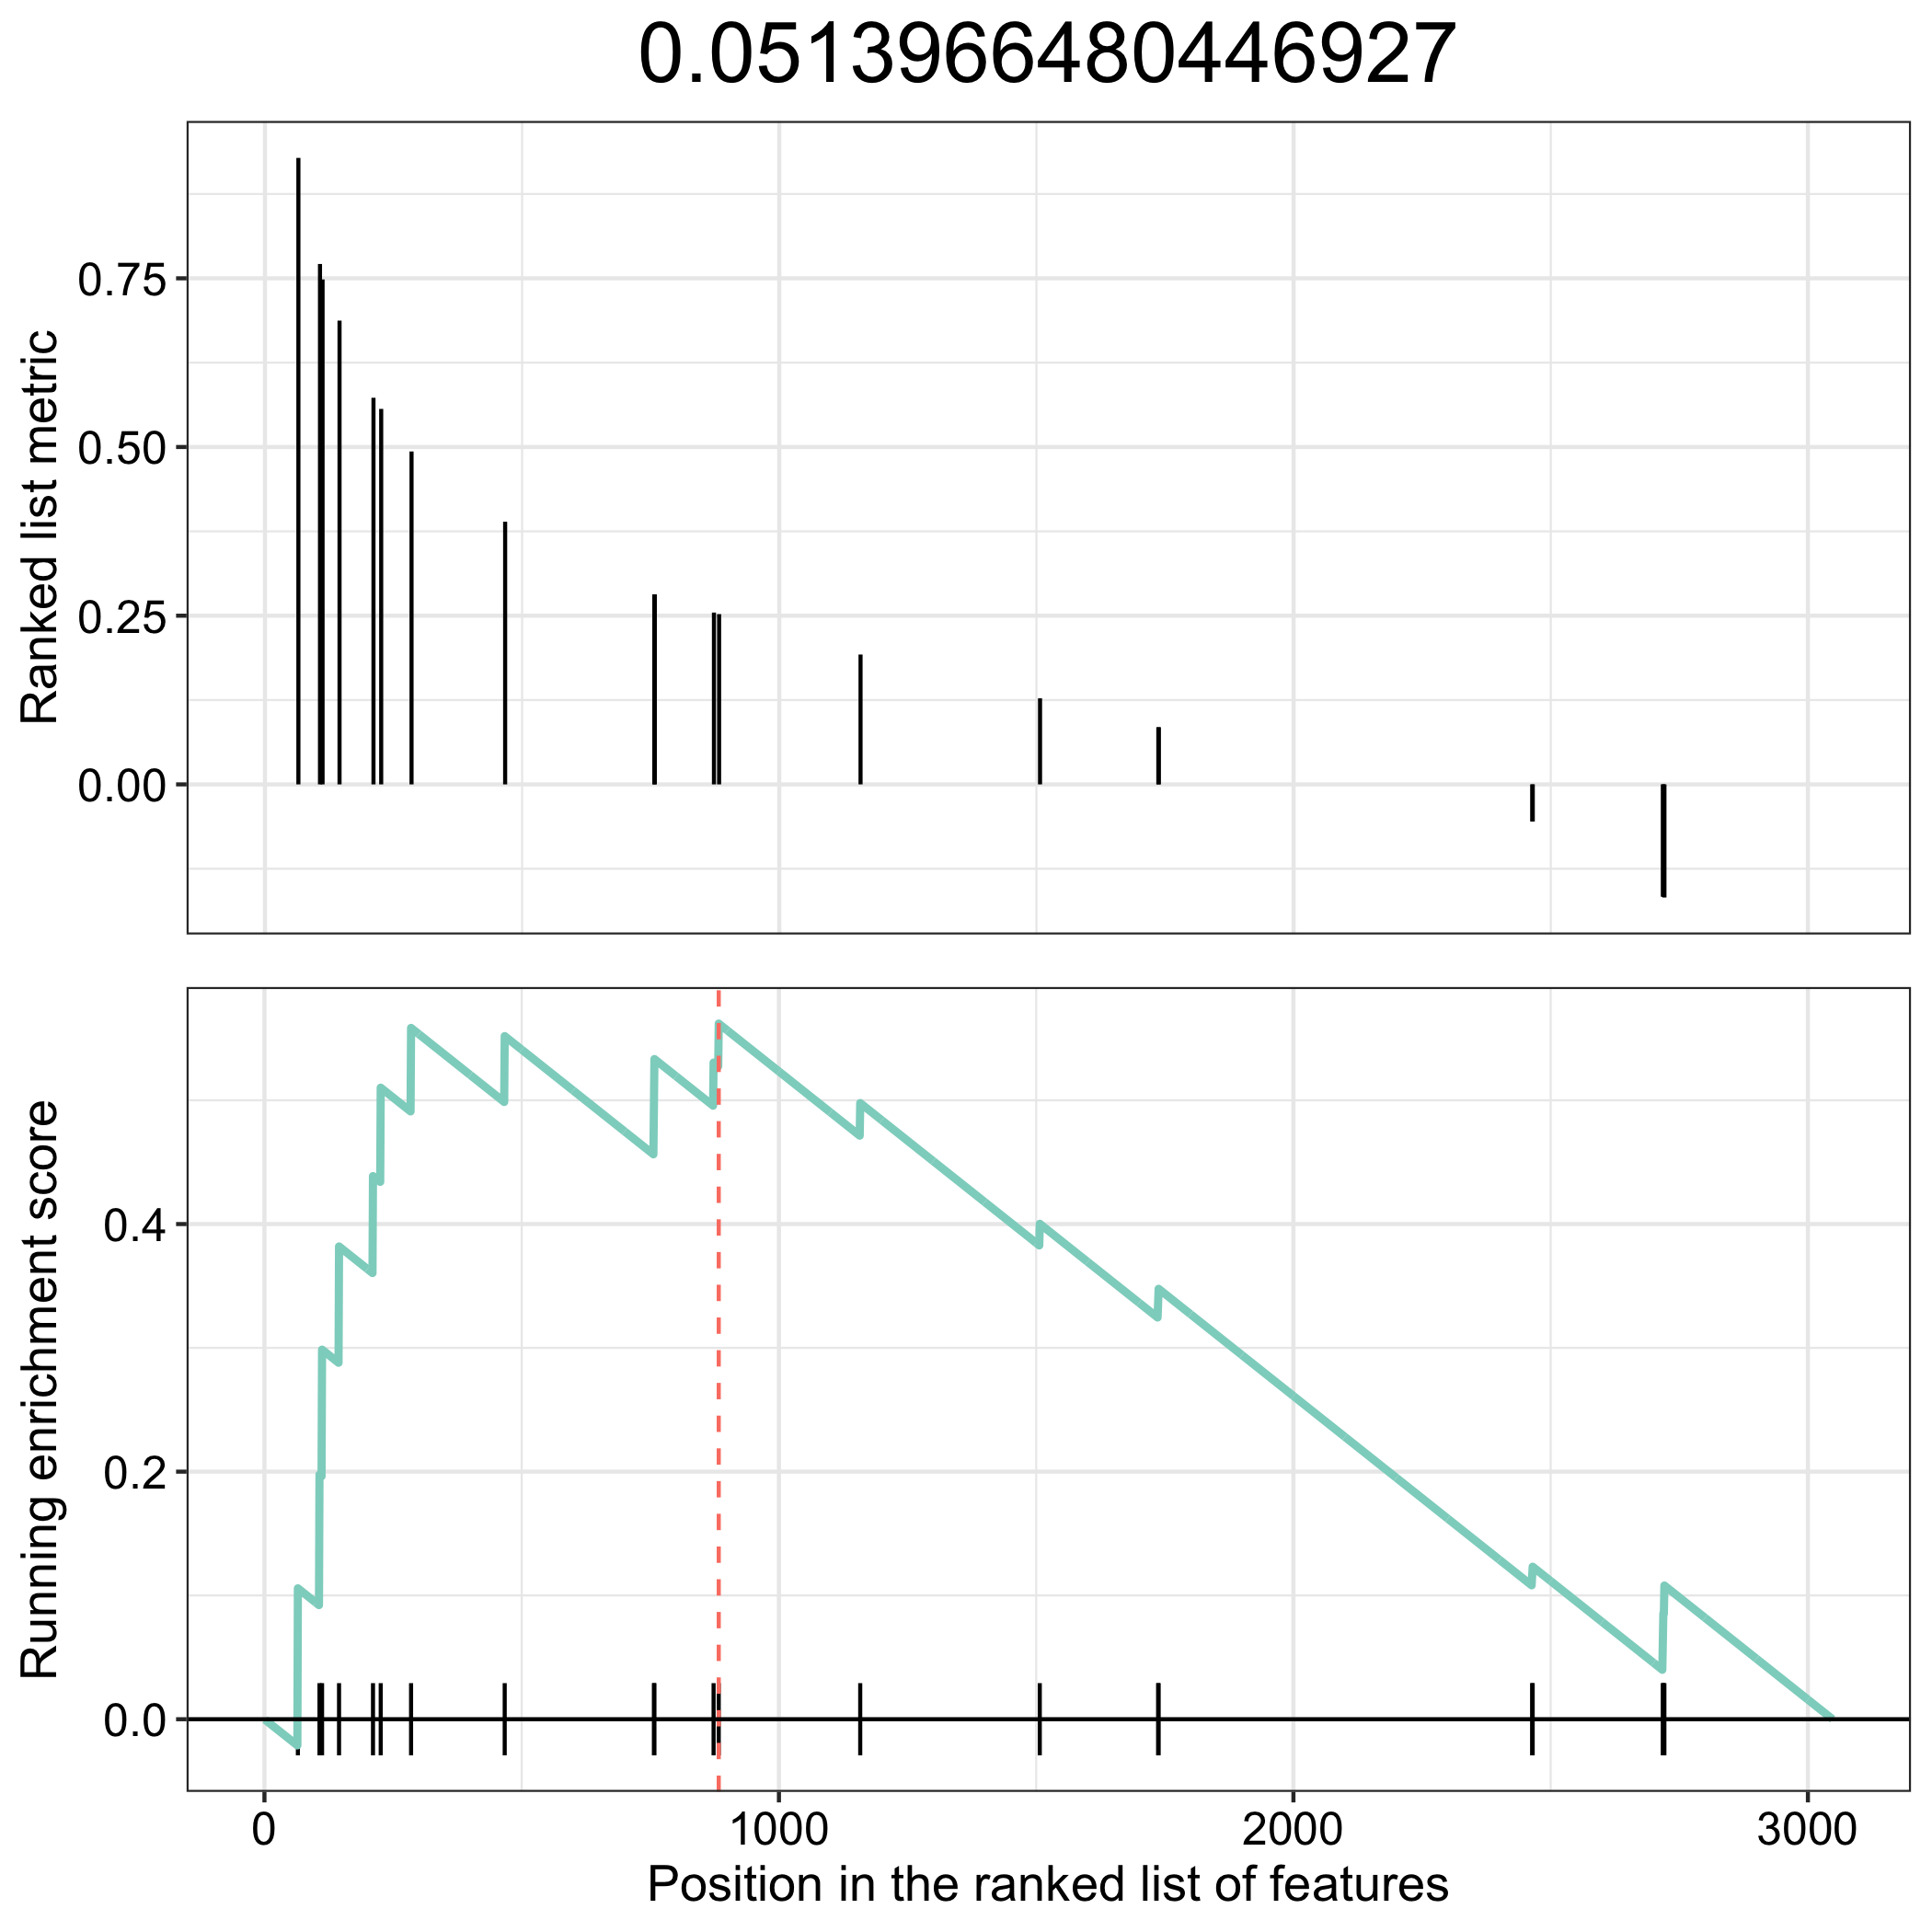 0.0513966480446927
Ranked list metric
0.75
0.50
0.25
0.00
Running enrichment score
0.4
0.2
0.0
0 1000 2000 3000
Position in the ranked list of features